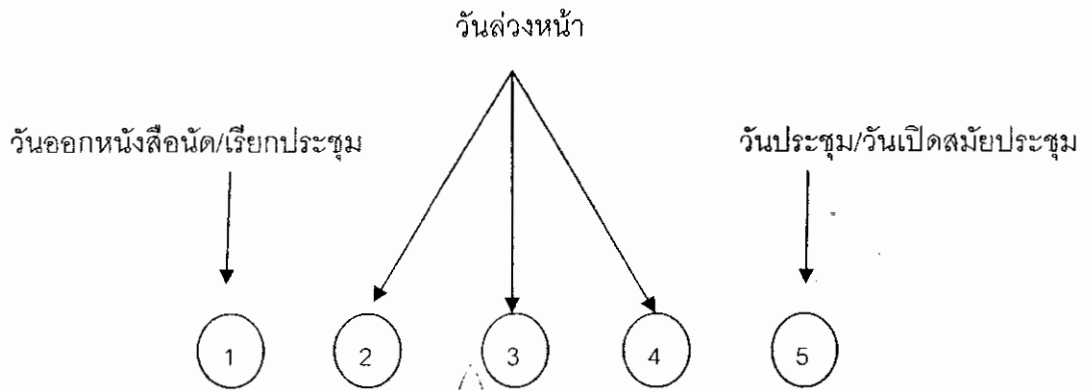 วันล่วงหน้า
วันออกหนังสือนัด/เรียกประชุม
วันประชุม/วันเปิดสมัยประชุม
1 2 3 4 5